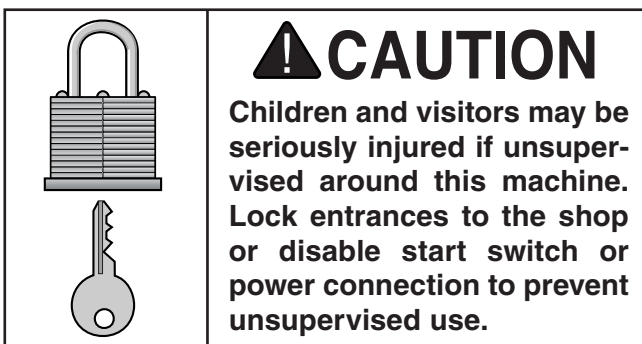 CAUTION
Children and visitors may be
seriously injured if unsuper-
vised around this machine.
Lock entrances to the shop
or disable start switch or
power connection to prevent
unsupervised use.